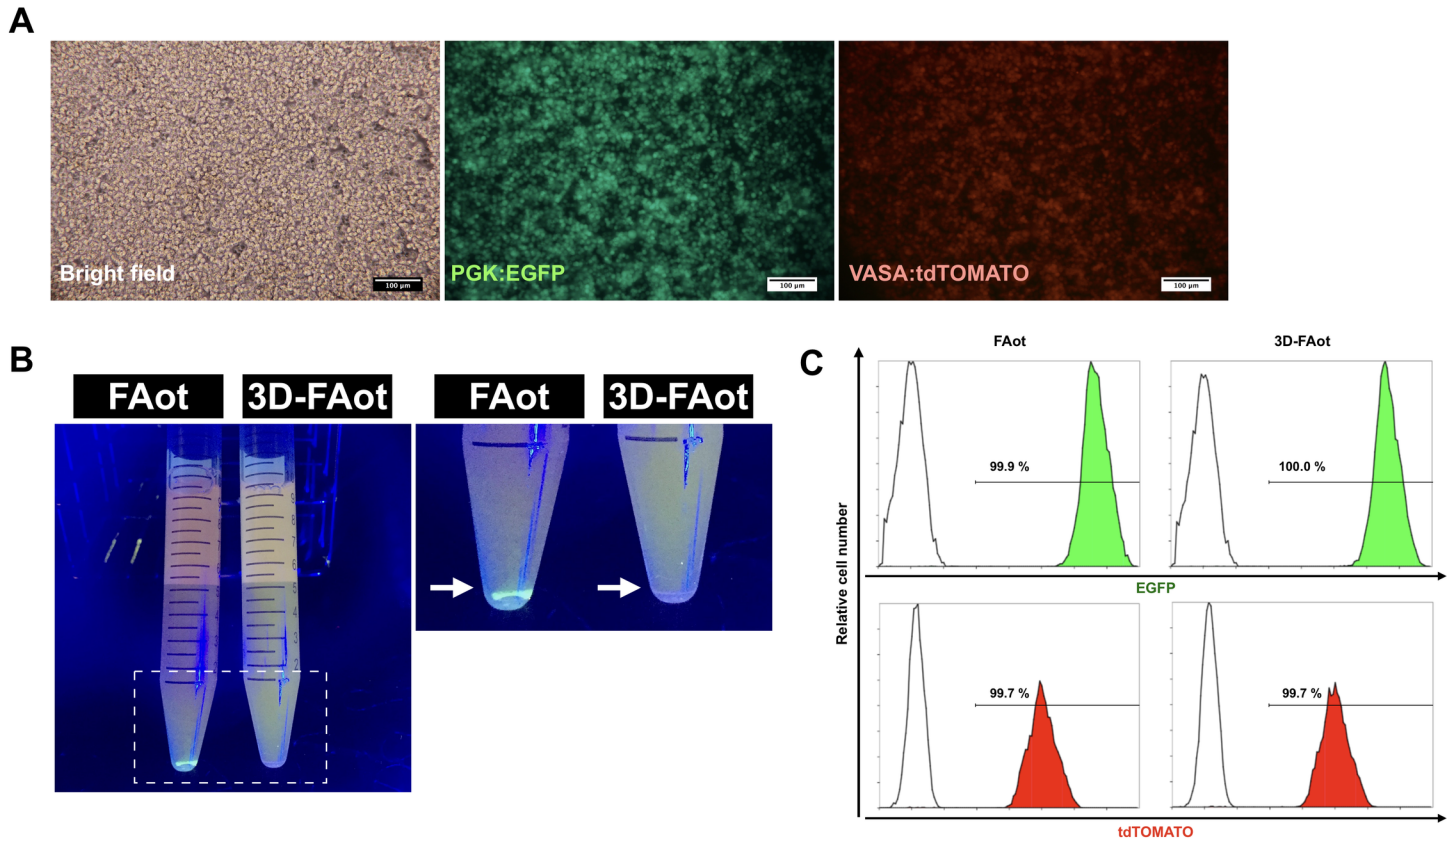 A
Bright field
100 µm
PGK:EGFP
100 µm
VASA:tdTOMATO
100 µm
B
FAot
3D-FAot
FAot
3D-FAot
C
FAot
3D-FAot
Relative cell number
99.9 %
100.0 %
EGFP
99.7 %
99.7 %
tdTOMATO